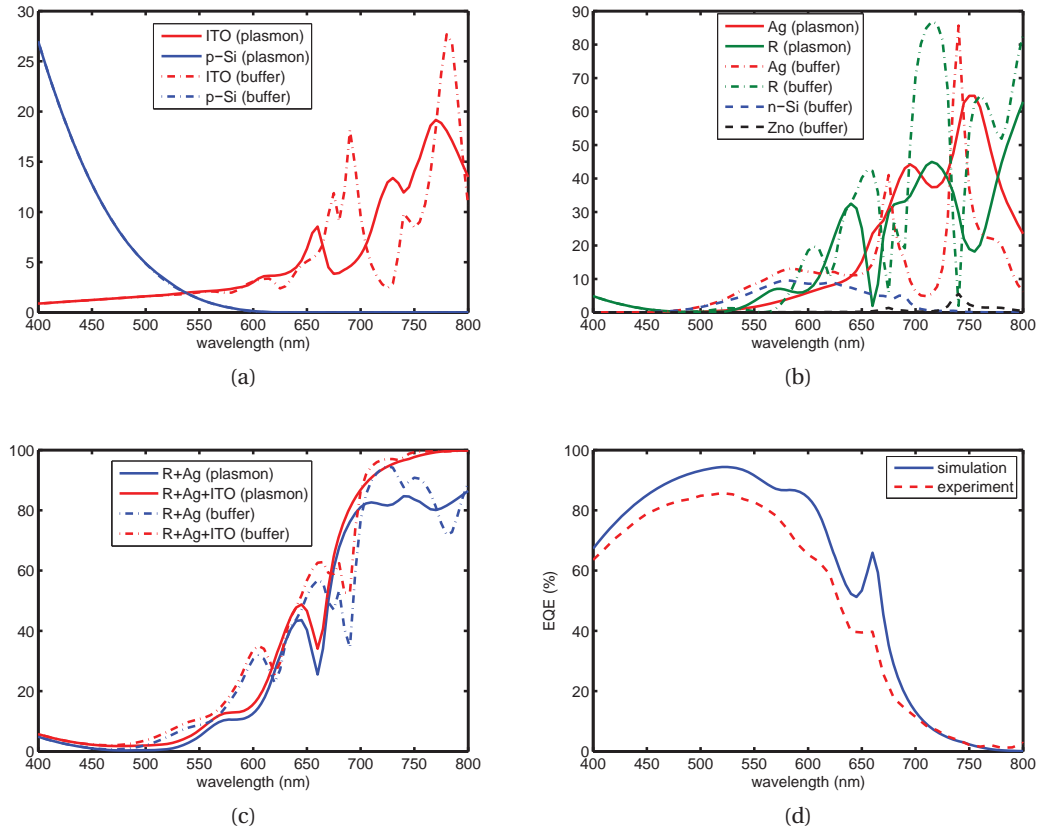 30
25
20
15
10
5
0
400 450 500 550 600 650 700 750 800
wavelength (nm)
ITO (plasmon)
p−Si (plasmon)
ITO (buffer)
p−Si (buffer)
(a)
90
80
70
60
50
40
30
20
10
0
400 450 500 550 600 650 700 750 800
wavelength (nm)
Ag (plasmon)
R (plasmon)
Ag (buffer)
R (buffer)
n−Si (buffer)
Zno (buffer)
(b)
100
80
60
40
20
0
400 450 500 550 600 650 700 750 800
wavelength (nm)
R+Ag (plasmon)
R+Ag+ITO (plasmon)
R+Ag (buffer)
R+Ag+ITO (buffer)
(c)
100
80
60
40
20
0
EQE (%)
400 450 500 550 600 650 700 750 800
wavelength (nm)
simulation
experiment
(d)